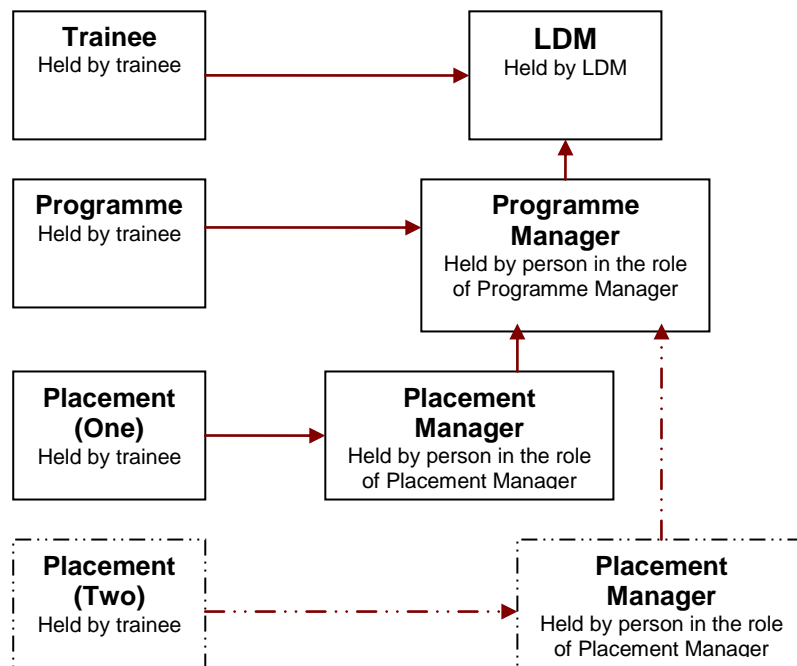 Trainee
Held by trainee
LDM
Held by LDM
Programme
Held by trainee
Programme
Manager
Held by person in the role
of Programme Manager
Placement
(One)
Held by trainee
Placement
Manager
Held by person in the role
of Placement Manager
Placement
(Two)
Held by trainee
Placement
Manager
Held by person in the role
of Placement Manager